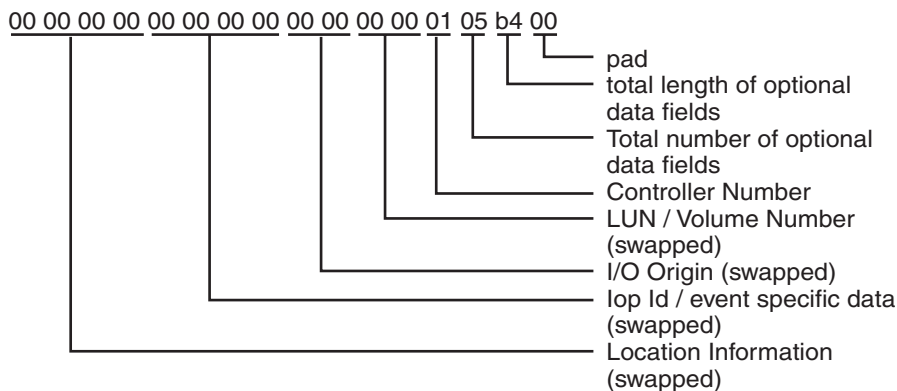 00 00 00 00 00 00 00 00 00 00 00 00 01 05 b4 00
pad
total length of optional
data fields
Total number of optional
data fields
Controller Number
LUN / Volume Number
(swapped)
I/O Origin (swapped)
Iop Id / event specific data
(swapped)
Location Information
(swapped)